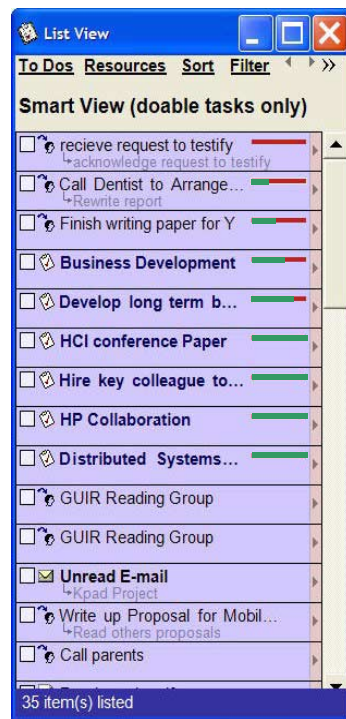 List View
To Dos Resources Sort Filter »
Smart View (doable tasks only)
recieve request to testify
acknowledge request to testify
Call Dentist to Arrange...
Rewrite report
Finish writing paper for Y
Business Development
Develop long term b...
HCI conference Paper
Hire key colleague to...
HP Collaboration
Distributed Systems...
GUIR Reading Group
GUIR Reading Group
Unread E-mail
Kpad Project
Write up Proposal for Mobil...
Read others proposals
Call parents
35 item(s) listed